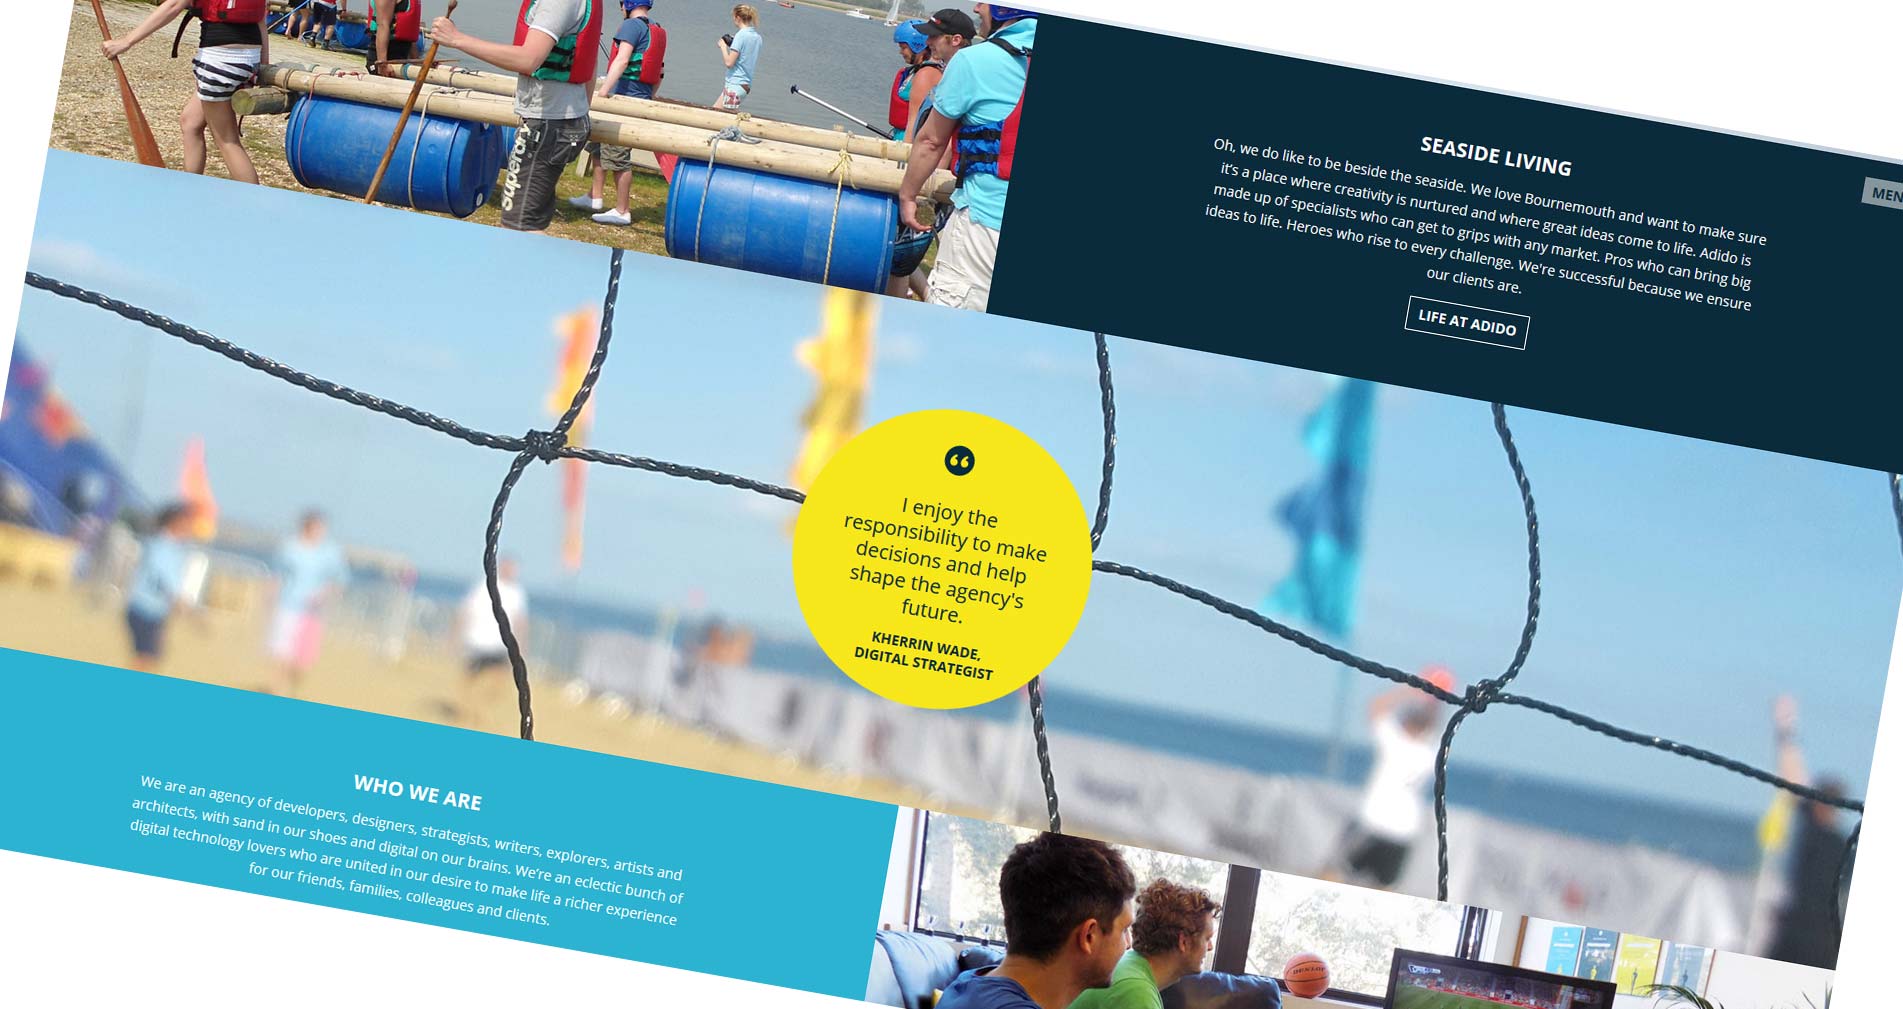 Superdry
SEASIDE LIVING
Oh, we do like to be beside the seaside. We love Bournemouth and want to make sure
it's a place where creativity is nurtured and where great ideas come to life. Adido is
made up of specialists who can get to grips with any market. Pros who can bring big
ideas to life. Heroes who rise to every challenge. We're successful because we ensure
our clients are.
LIFE AT ADIDO
MEN
“
I enjoy the
responsibility to make
decisions and help
shape the agency's
future.
KHERRIN WADE,
DIGITAL STRATEGIST
WHO WE ARE
We are an agency of developers, designers, strategists, writers, explorers, artists and
architects, with sand in our shoes and digital on our brains. We're an eclectic bunch of
digital technology lovers who are united in our desire to make life a richer experience
for our friends, families, colleagues and clients.
DUNLOP